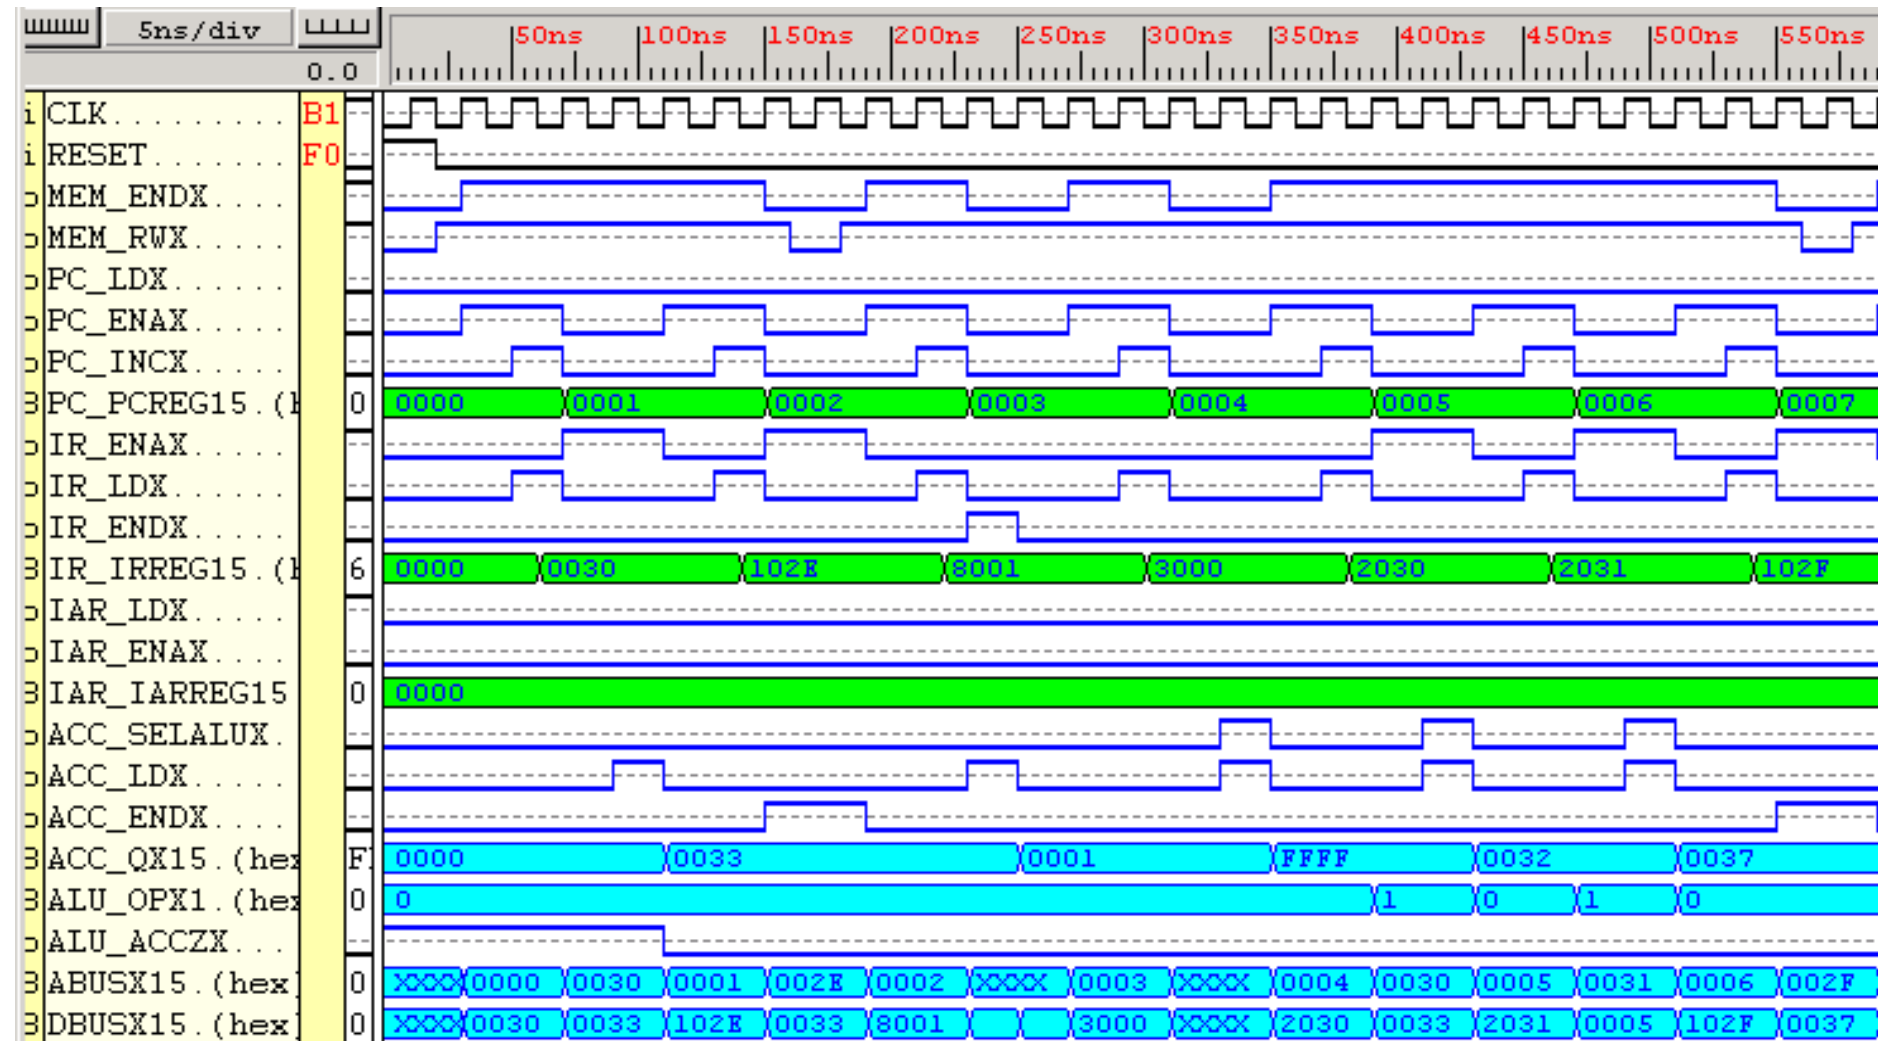 5ns/div 50ns 100ns 150ns 200ns 250ns 300ns 350ns 400ns 450ns 500ns 550ns
0.0
i CLK......... B1
i RESET....... F0
o MEM_ENDX....
o MEM_RWX.....
o PC_LDX......
o PC_ENAX.....
o PC_INCX.....
B PC_PCREG15.(h 0 0000 0001 0002 0003 0004 0005 0006 0007
o IR_ENAX.....
o IR_LDX......
o IR_ENDX.....
B IR_IRREG15.(h 6 0000 0030 102E 8001 3000 2030 2031 102F
o IAR_LDX.....
o IAR_ENAX....
B IAR_IARREG15 0 0000
o ACC_SELALUX.
o ACC_LDX.....
o ACC_ENDX....
B ACC_QX15.(hex F 0000 0033 0001 FFFF 0032 0037
B ALU_OPX1.(hex 0 0 1 0 1 0
o ALU_ACCZX...
B ABUSX15.(hex) 0 XXXX 0000 0030 0001 002E 0002 XXXX 0003 XXXX 0004 0030 0005 0031 0006 002F
B DBUSX15.(hex) 0 XXXX 0030 0033 102E 0033 8001 3000 XXXX 2030 0033 2031 0005 102F 0037